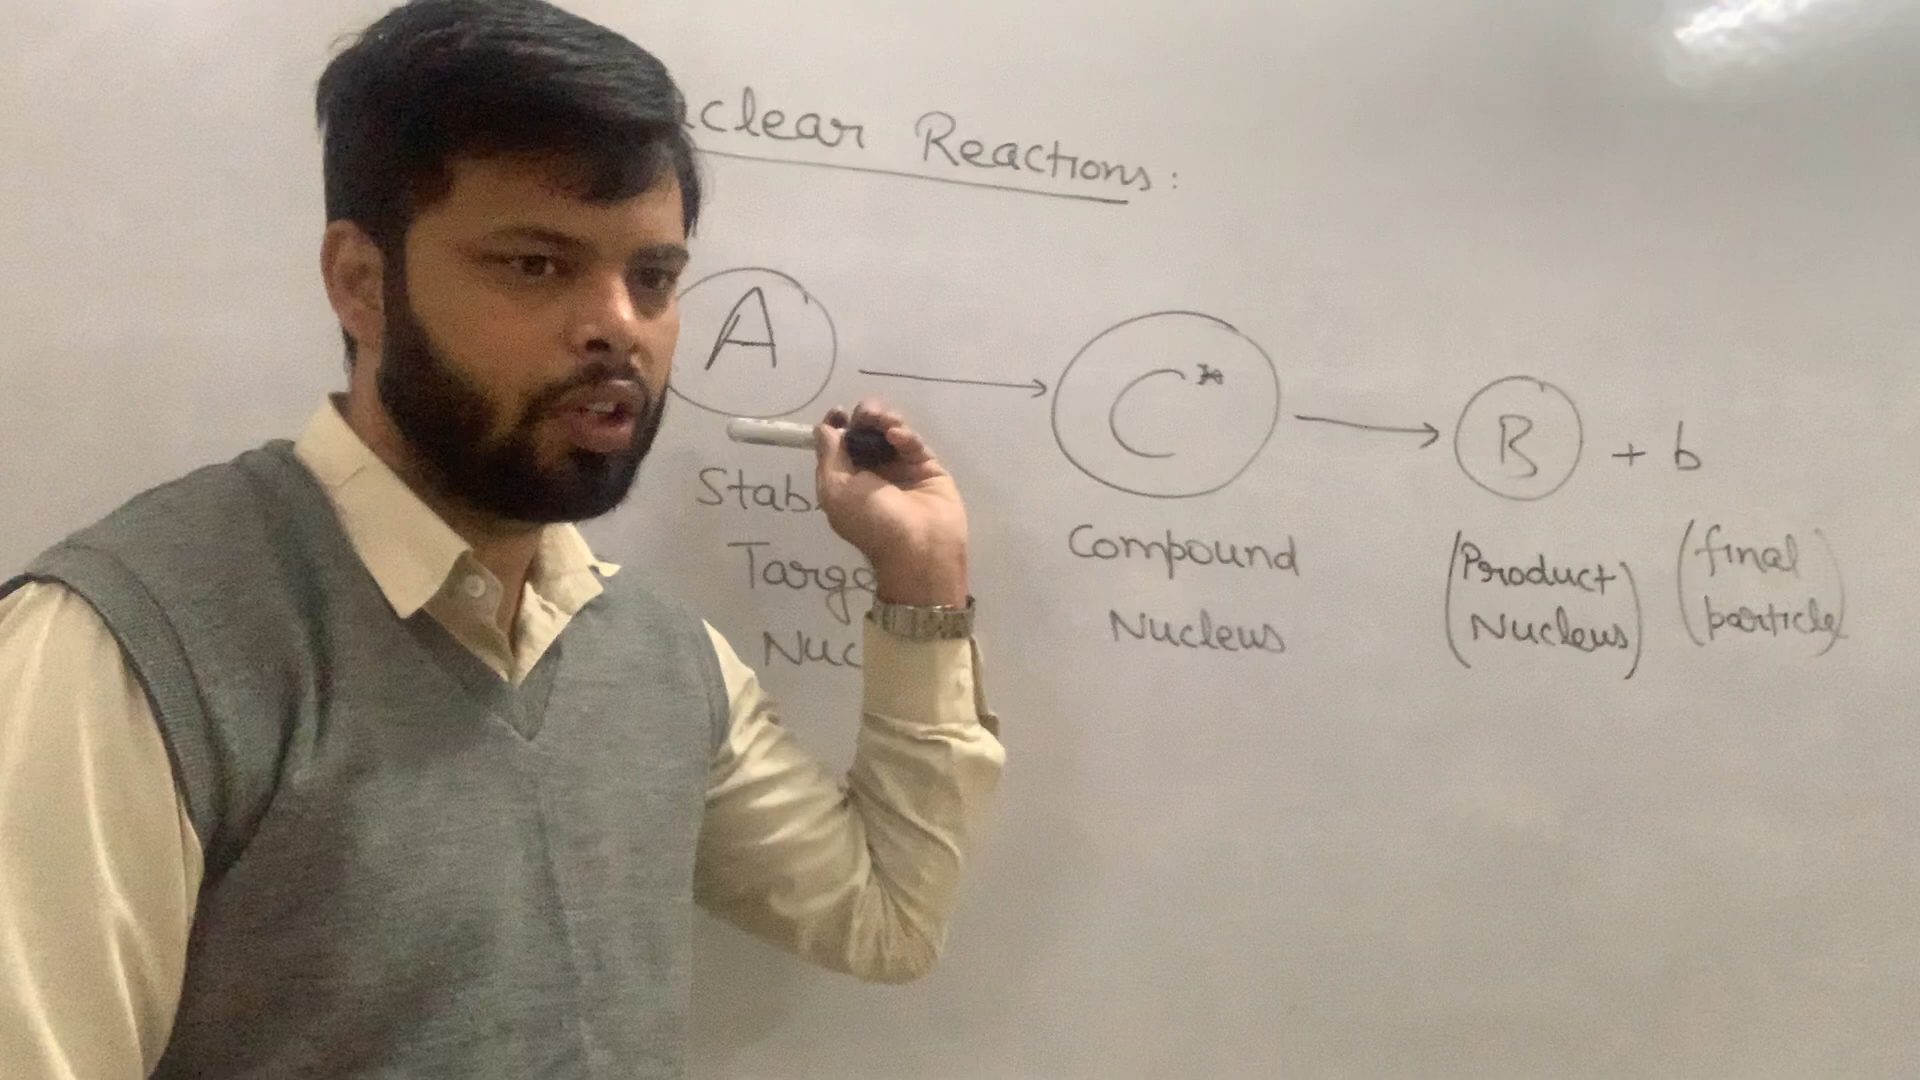 clear Reactions:
A → C* → B + b
Stab
Targe
Nuc
Compound
Nucleus
(Product
Nucleus)
(final
particle)